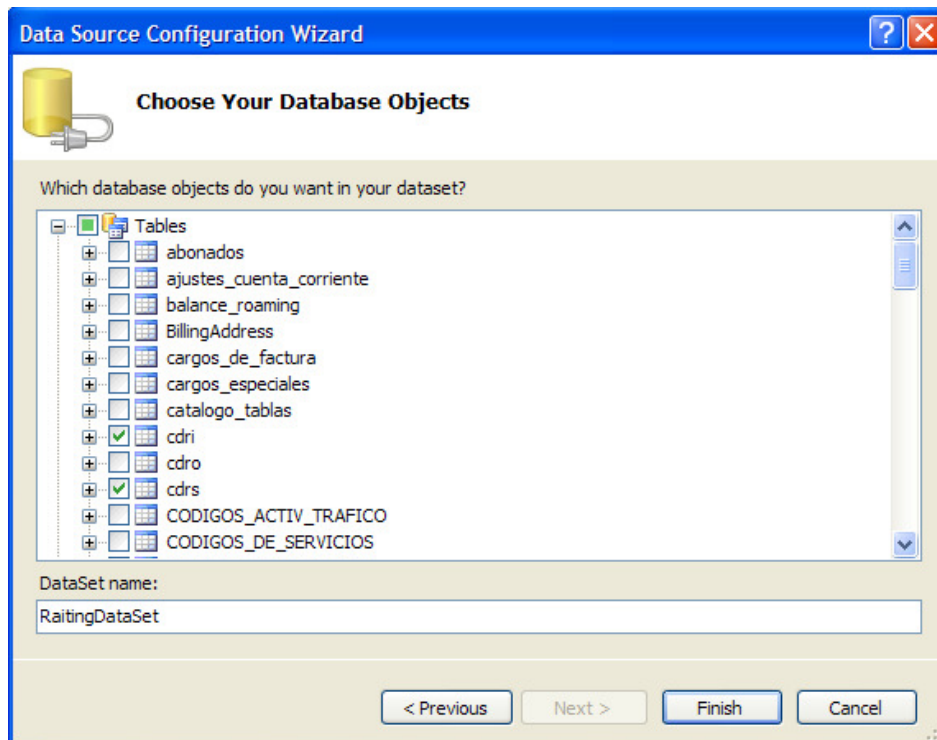 Data Source Configuration Wizard
Choose Your Database Objects
Which database objects do you want in your dataset?
Tables
abonados
ajustes_cuenta_corriente
balance_roaming
BillingAddress
cargos_de_factura
cargos_especiales
catalogo_tablas
cdri
cdro
cdrs
CODIGOS_ACTIV_TRAFICO
CODIGOS_DE_SERVICIOS
DataSet name:
RaitingDataSet
< Previous Next > Finish Cancel